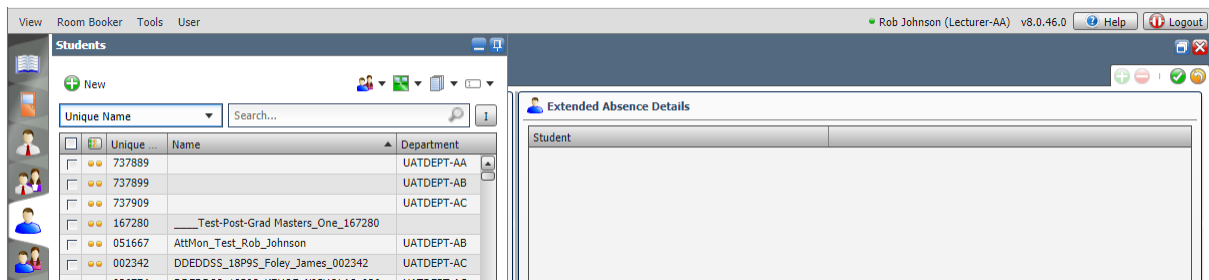 View Room Booker Tools User Rob Johnson (Lecturer-AA) v8.0.46.0 Help Logout
Students
New
Unique Name Search... I
Extended Absence Details
Student
Unique ... Name Department
737889 UATDEPT-AA
737899 UATDEPT-AB
737909 UATDEPT-AC
167280 ____Test-Post-Grad Masters_One_167280
051667 AttMon_Test_Rob_Johnson UATDEPT-AB
002342 DDEDDSS_18P9S_Foley_James_002342 UATDEPT-AC